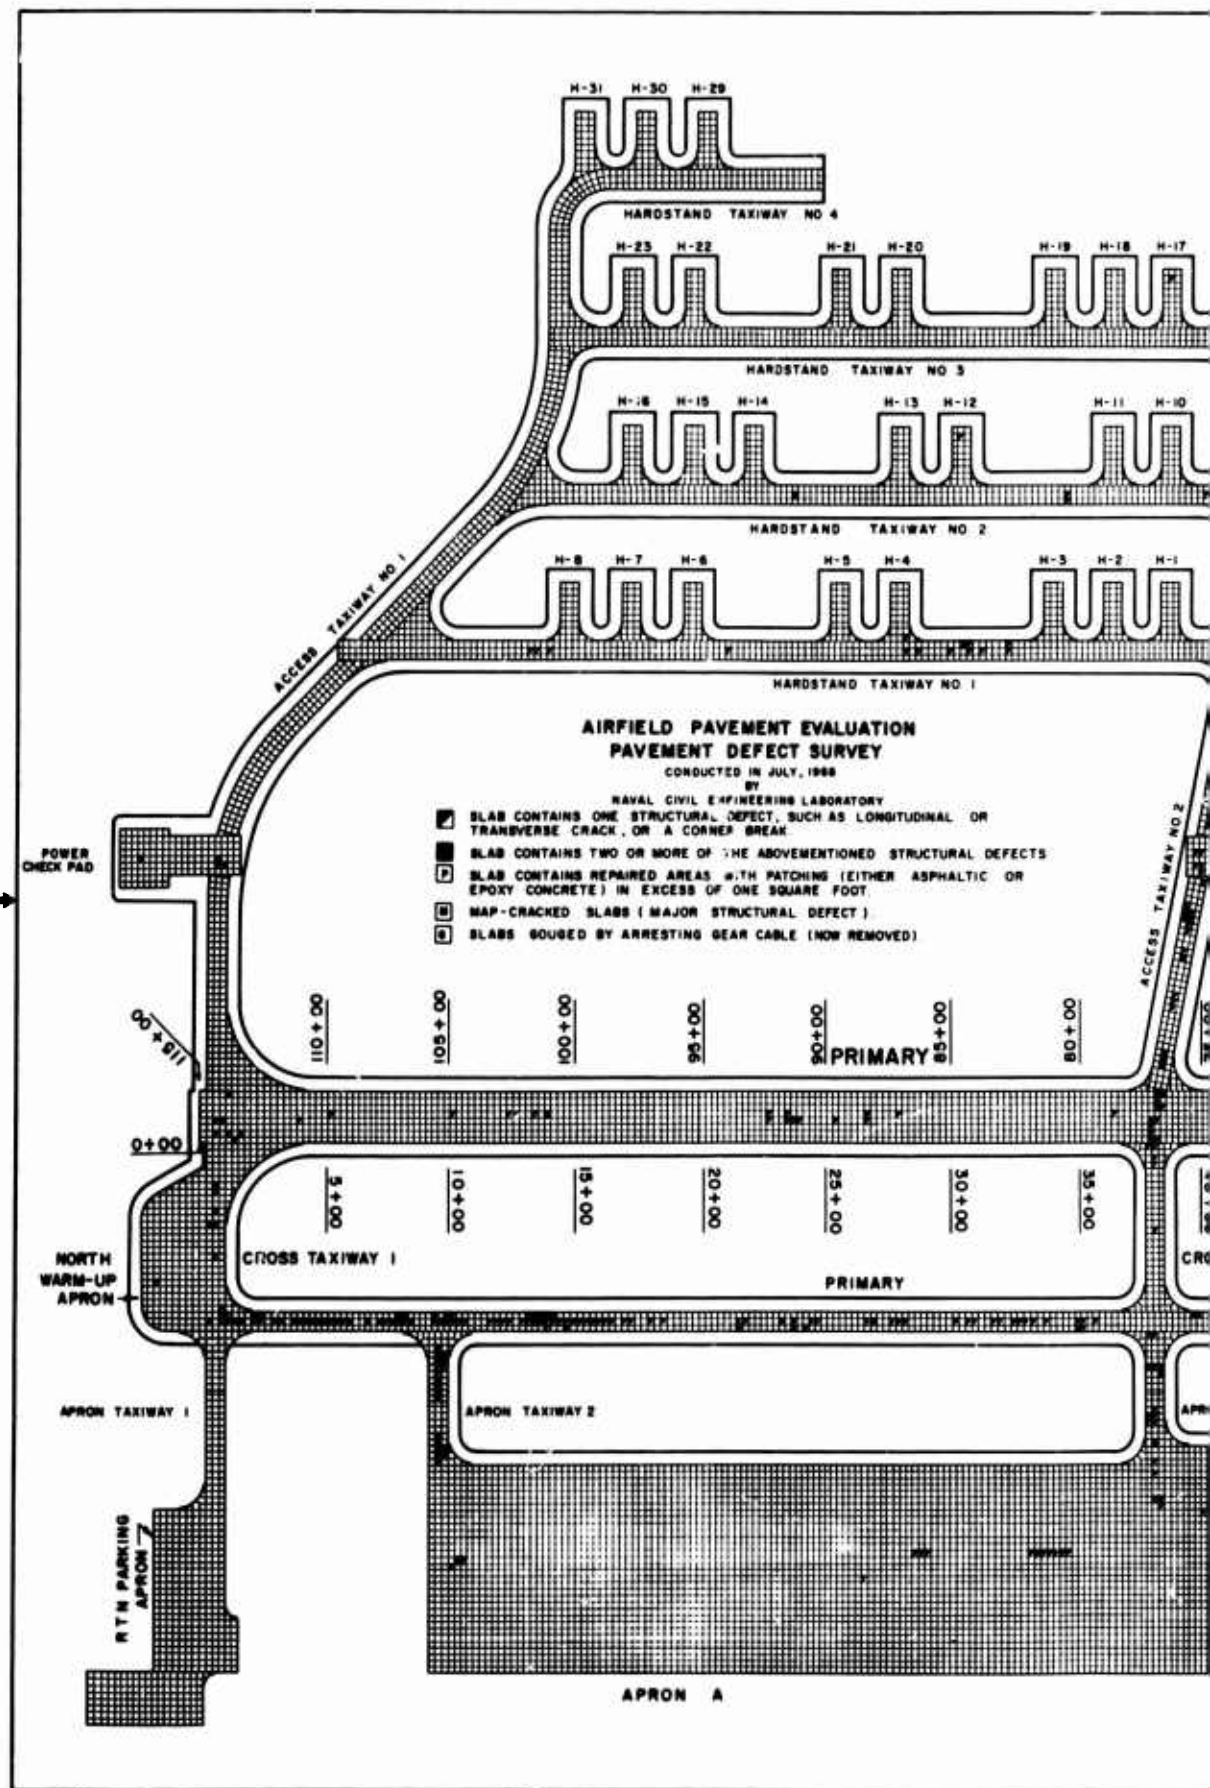 H-31 H-30 H-29
HARDSTAND TAXIWAY NO 4
H-23 H-22 H-21 H-20 H-19 H-18 H-17
HARDSTAND TAXIWAY NO 3
H-16 H-15 H-14 H-13 H-12 H-11 H-10
HARDSTAND TAXIWAY NO 2
H-8 H-7 H-6 H-5 H-4 H-3 H-2 H-1
ACCESS TAXIWAY NO. 1
HARDSTAND TAXIWAY NO. 1
AIRFIELD PAVEMENT EVALUATION
PAVEMENT DEFECT SURVEY
CONDUCTED IN JULY,
BY
NAVAL CIVIL ENGINEERING LABORATORY
SLAB CONTAINS ONE STRUCTURAL DEFECT, SUCH AS LONGITUDINAL OR
TRANSVERSE CRACK, OR A CORNER BREAK
SLAB CONTAINS TWO OR MORE OF THE ABOVEMENTIONED STRUCTURAL DEFECTS
P SLAB CONTAINS REPAIRED AREAS WITH PATCHING (EITHER ASPHALTIC OR
EPOXY CONCRETE) IN EXCESS OF ONE SQUARE FOOT
MAP-CRACKED SLABS (MAJOR STRUCTURAL DEFECT)
SLABS GOUGED BY ARRESTING GEAR CABLE (NOW REMOVED)
POWER
CHECK PAD
ACCESS TAXIWAY NO 2
115+00 110+00 105+00 100+00 95+00 90+00 85+00 80+00
PRIMARY
0+00 5+00 10+00 15+00 20+00 25+00 30+00 35+00
NORTH
WARM-UP
APRON
CROSS TAXIWAY 1
PRIMARY
CRO
APRON TAXIWAY 1
APRON TAXIWAY 2
APR
RTN PARKING
APRON
APRON A